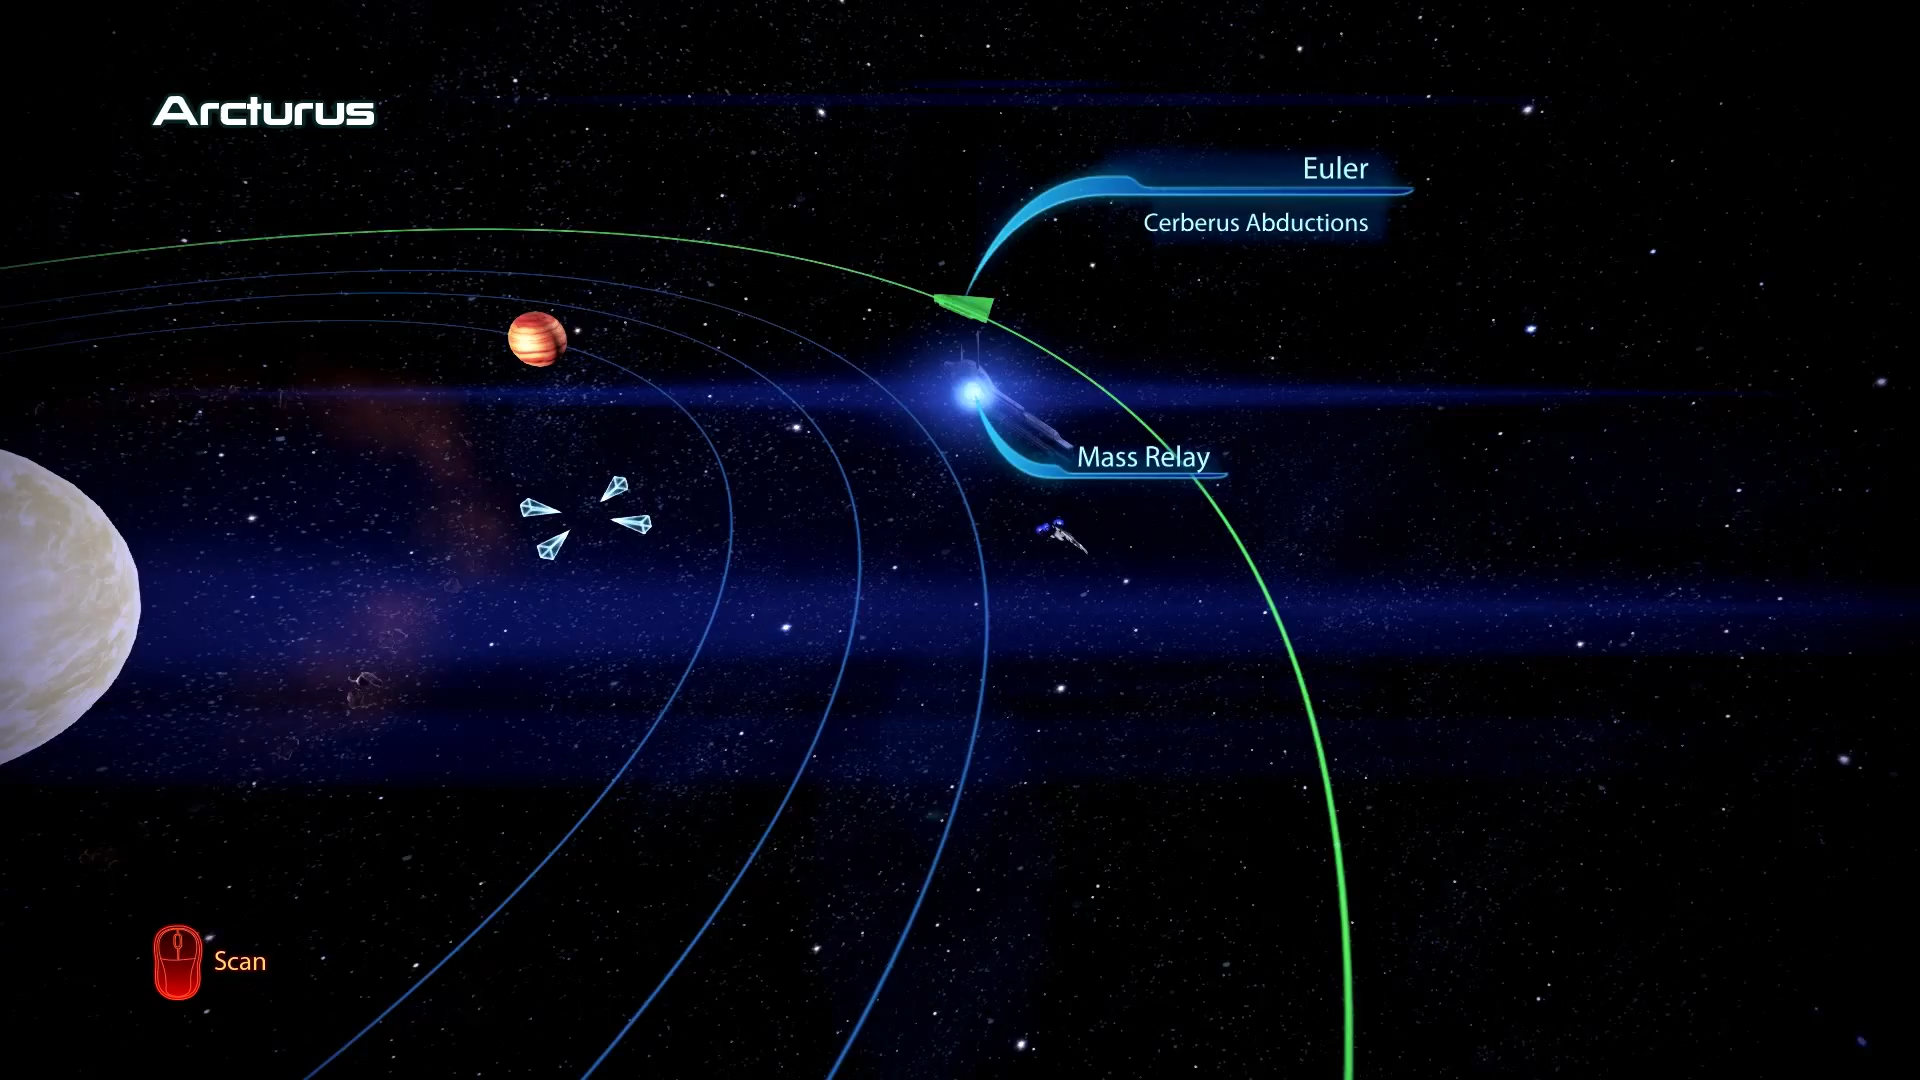 Arcturus
Euler
Cerberus Abductions
Mass Relay
Scan